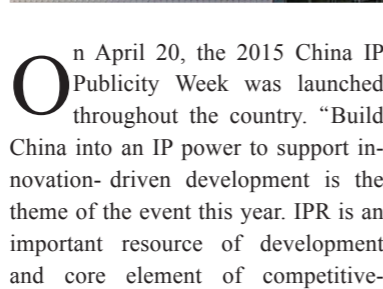 On April 20, the 2015 China IP
Publicity Week was launched
throughout the country. “Build
China into an IP power to support in-
novation- driven development is the
theme of the event this year. IPR is an
important resource of development
and core element of competitive-